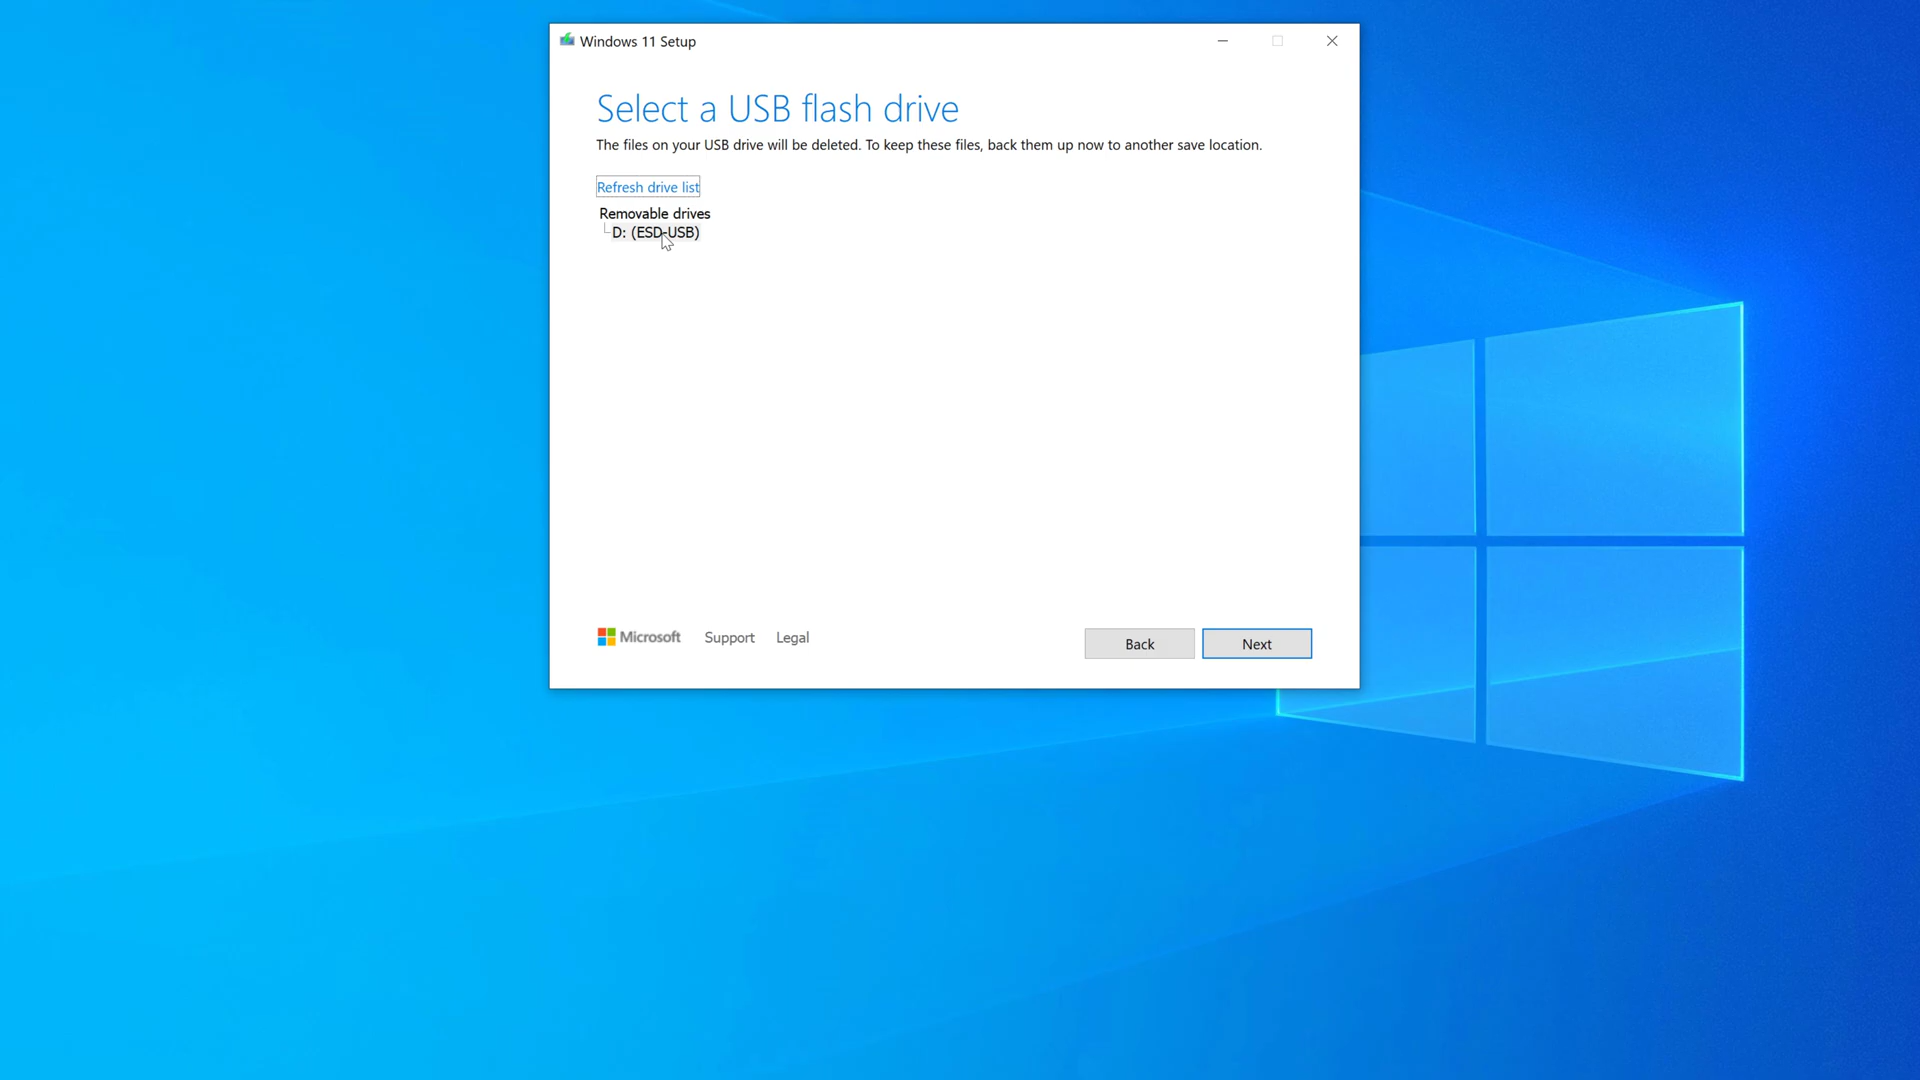 Windows 11 Setup
Select a USB flash drive
The files on your USB drive will be deleted. To keep these files, back them up now to another save location.
Refresh drive list
Removable drives
D: (ESD-USB)
Microsoft Support Legal
Back Next